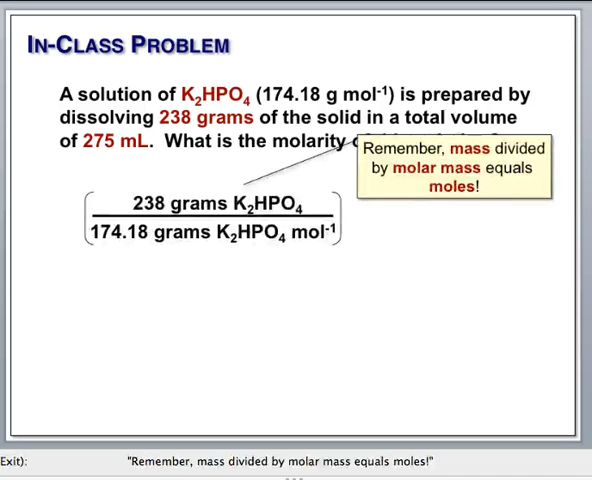 In-Class Problem
A solution of K₂HPO₄ (174.18 g mol⁻¹) is prepared by
dissolving 238 grams of the solid in a total volume
of 275 mL. What is the molarity
Remember, mass divided
by molar mass equals
moles!
238 grams K₂HPO₄
174.18 grams K₂HPO₄ mol⁻¹
Exit): "Remember, mass divided by molar mass equals moles!"